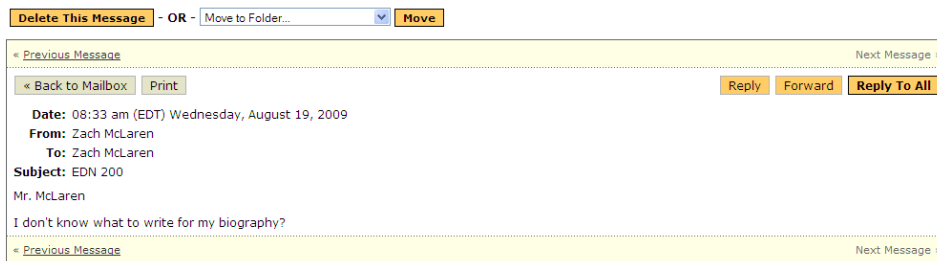 Delete This Message - OR - Move to Folder... Move
« Previous Message Next Message »
« Back to Mailbox Print Reply Forward Reply To All
Date: 08:33 am (EDT) Wednesday, August 19, 2009
From: Zach McLaren
To: Zach McLaren
Subject: EDN 200
Mr. McLaren
I don't know what to write for my biography?
« Previous Message Next Message »